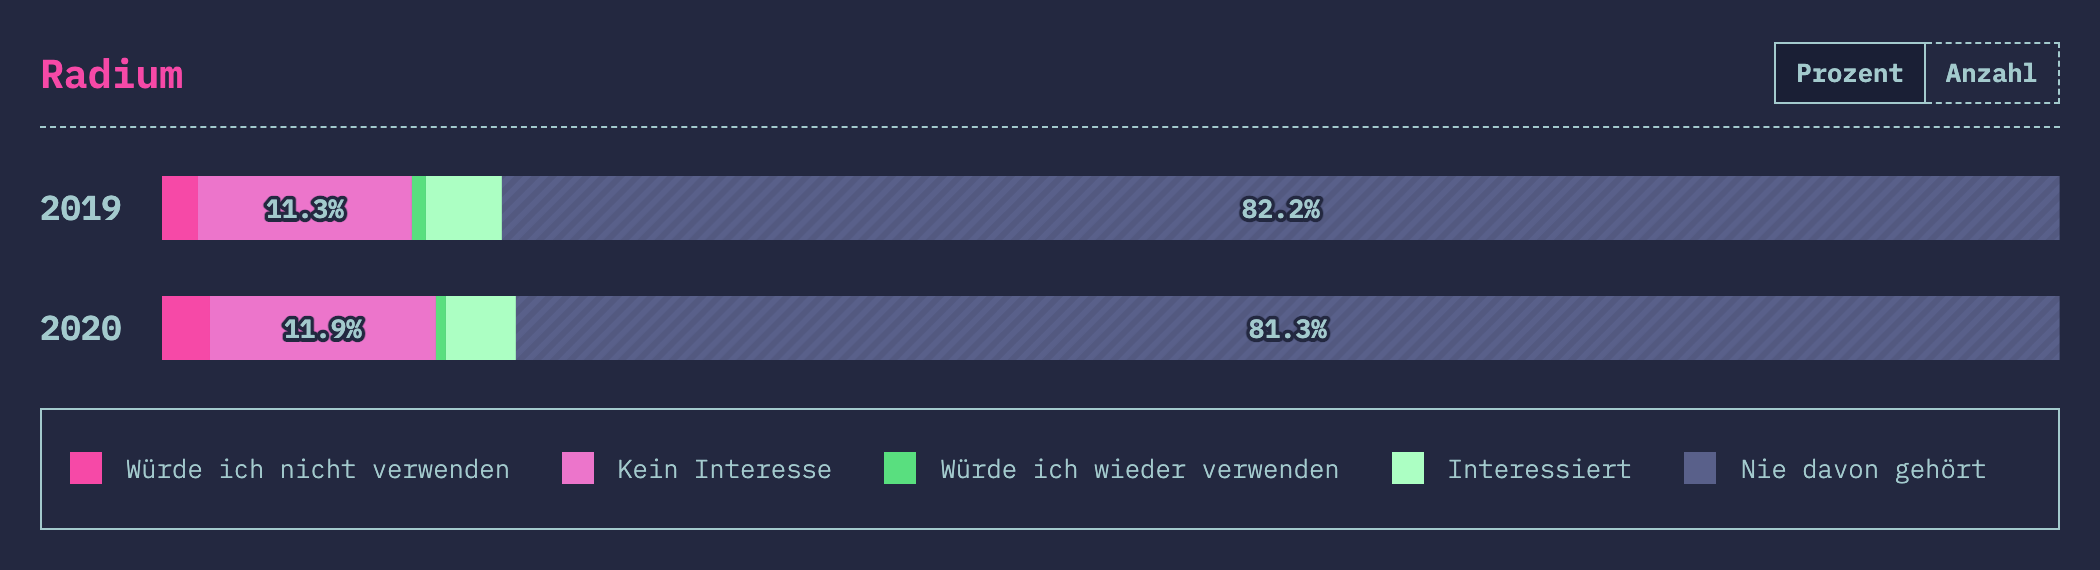 Radium
Prozent Anzahl
2019 11.3% 82.2%
2020 11.9% 81.3%
Würde ich nicht verwenden Kein Interesse Würde ich wieder verwenden Interessiert Nie davon gehört